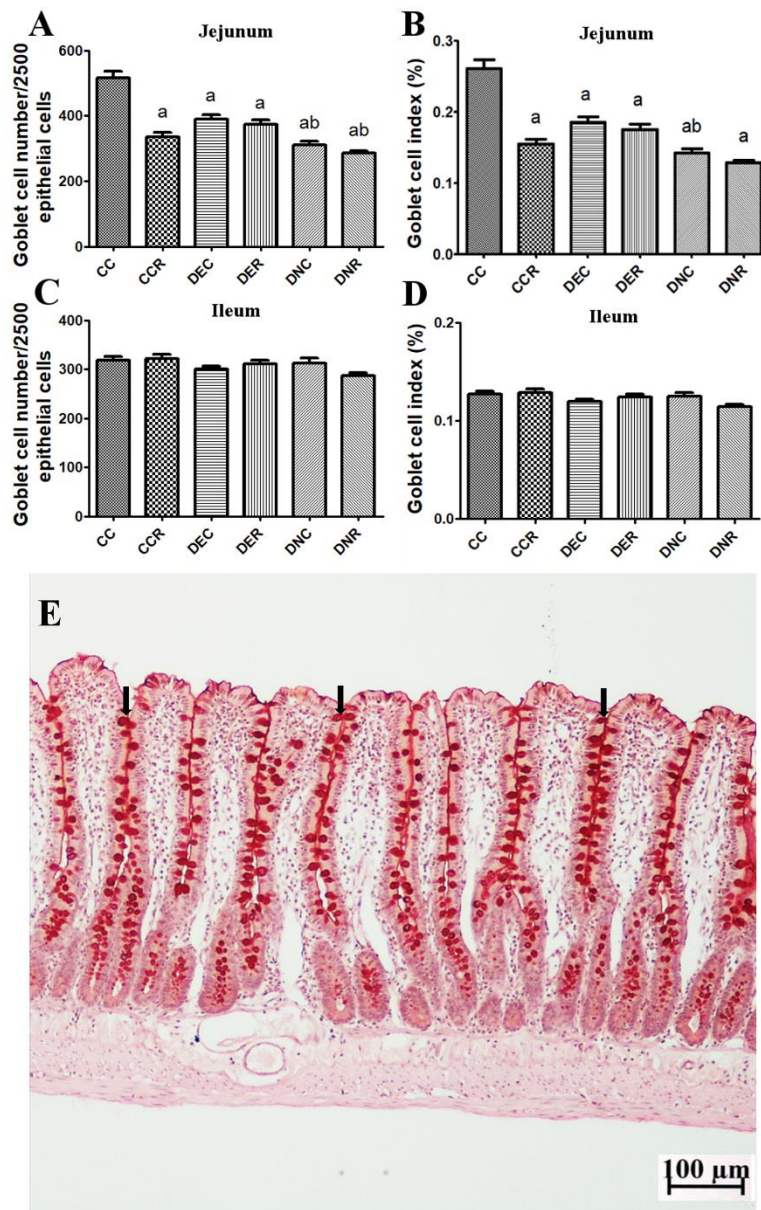 A
Jejunum
Goblet cell number/2500
epithelial cells
600
400
200
0
a
a
a
ab
ab
CC
CCR
DEC
DER
DNC
DNR
B
Jejunum
Goblet cell index (%)
0.3
0.2
0.1
0.0
a
a
a
ab
a
CC
CCR
DEC
DER
DNC
DNR
C
Ileum
Goblet cell number/2500
epithelial cells
400
300
200
100
0
CC
CCR
DEC
DER
DNC
DNR
D
Ileum
Goblet cell index (%)
0.2
0.1
0.0
CC
CCR
DEC
DER
DNC
DNR
E
100 µm